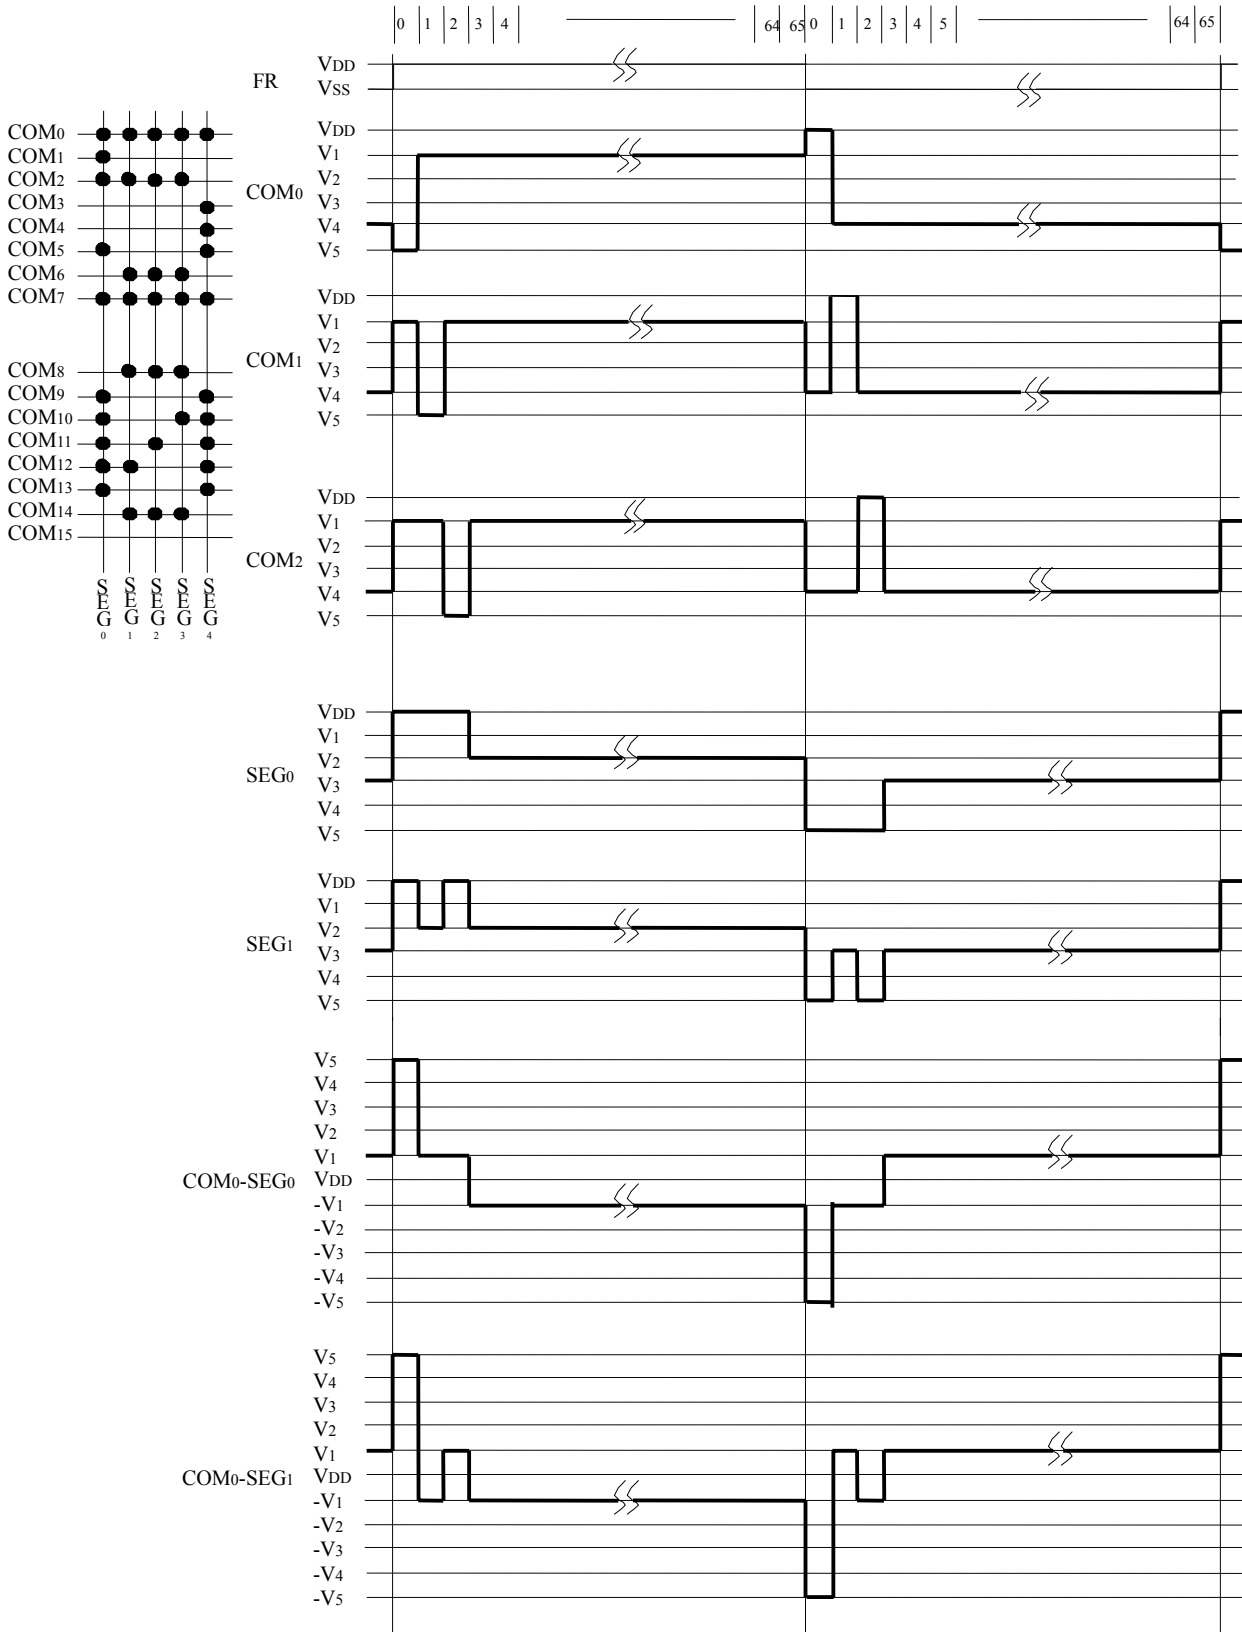 0 1 2 3 4 64 65 0 1 2 3 4 5 64 65
FR
VDD
VSS
COM0
COM1
COM2
COM3
COM4
COM5
COM6
COM7
COM8
COM9
COM10
COM11
COM12
COM13
COM14
COM15
SEG0
SEG1
SEG2
SEG3
SEG4
COM0
VDD
V1
V2
V3
V4
V5
COM1
VDD
V1
V2
V3
V4
V5
COM2
VDD
V1
V2
V3
V4
V5
SEG0
VDD
V1
V2
V3
V4
V5
SEG1
VDD
V1
V2
V3
V4
V5
COM0-SEG0
V5
V4
V3
V2
V1
VDD
-V1
-V2
-V3
-V4
-V5
COM0-SEG1
V5
V4
V3
V2
V1
VDD
-V1
-V2
-V3
-V4
-V5